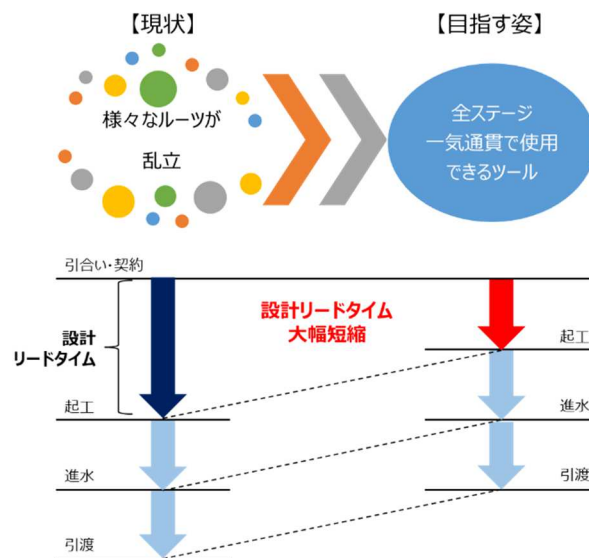 【現状】
【目指す姿】
様々なルーツが
乱立
全ステージ
一気通貫で使用
できるツール
引合い・契約
設計
リードタイム
設計リードタイム
大幅短縮
起工
起工
進水
進水
引渡
引渡